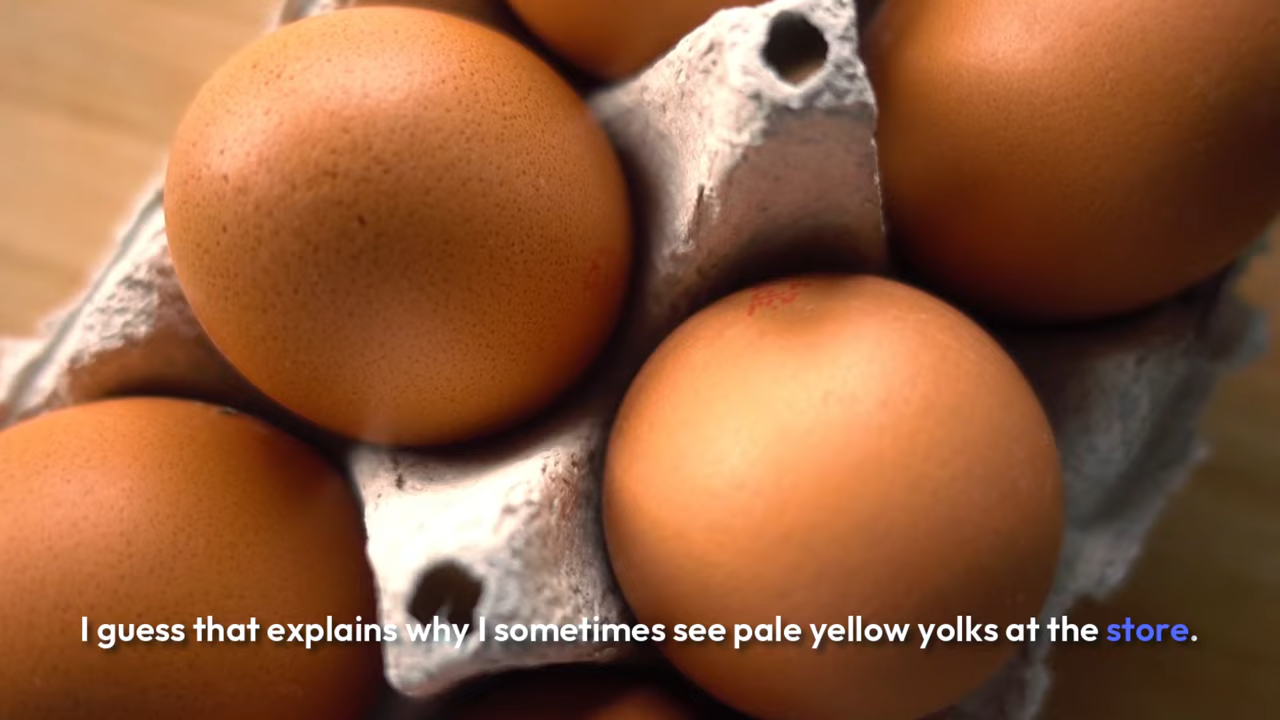 I guess that explains why I sometimes see pale yellow yolks at the store.